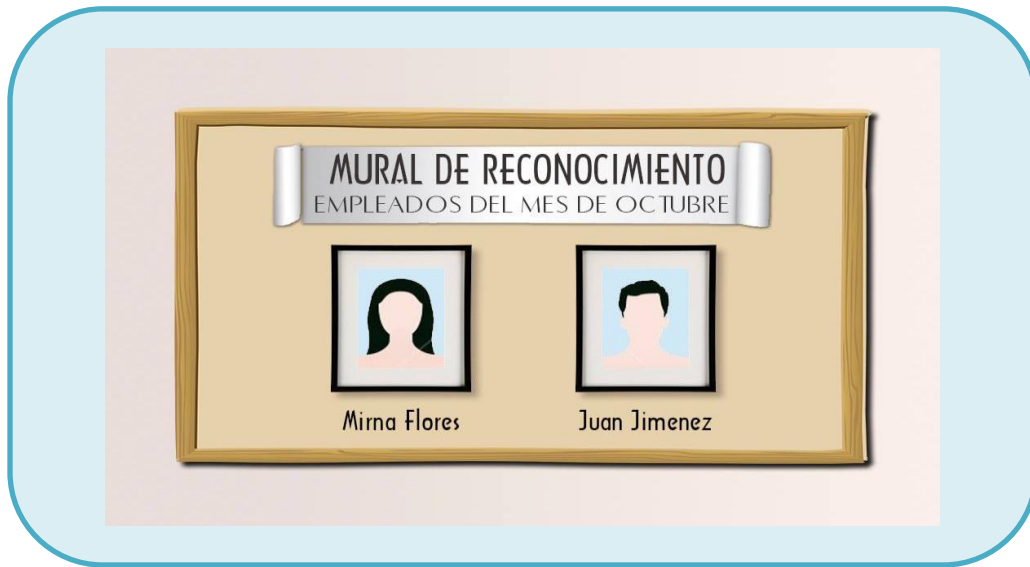 MURAL DE RECONOCIMIENTO
EMPLEADOS DEL MES DE OCTUBRE
Mirna Flores
Juan Jimenez